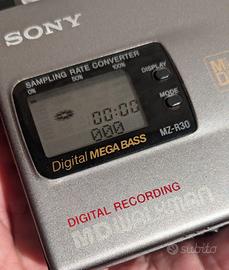 SONY
SAMPLING RATE CONVERTER
0% 50% 100%
DISPLAY
00:00
000
MODE
Digital MEGA BASS
MZ-R30
DIGITAL RECORDING
MD WALKMAN
subito